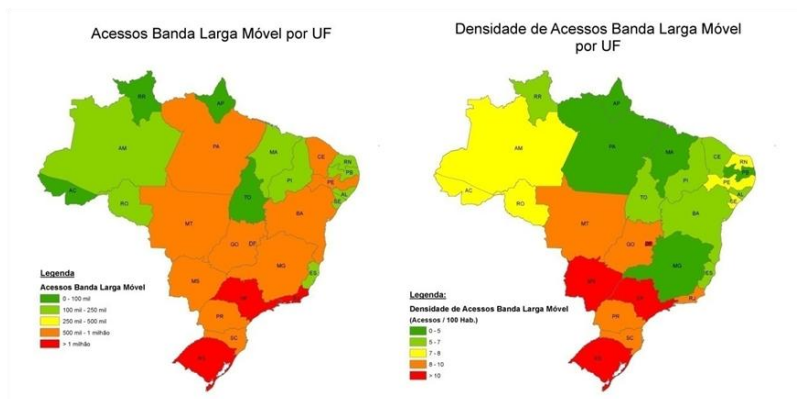 Acessos Banda Larga Móvel por UF
RR
AP
AM
PA
MA
CE
RN
PB
PE
PI
AL
SE
AC
RO
TO
BA
MT
GO
DF
MG
ES
MS
SP
PR
SC
RS
Legenda
Acessos Banda Larga Móvel
0 - 100 mil
100 mil - 250 mil
250 mil - 500 mil
500 mil - 1 milhão
> 1 milhão
Densidade de Acessos Banda Larga Móvel
por UF
RR
AP
AM
PA
MA
CE
RN
PB
PE
PI
AL
SE
AC
RO
TO
BA
MT
GO
MG
ES
MS
SP
RJ
PR
SC
RS
Legenda:
Densidade de Acessos Banda Larga Móvel
(Acessos / 100 Hab.)
0 - 5
5 - 7
7 - 8
8 - 10
> 10